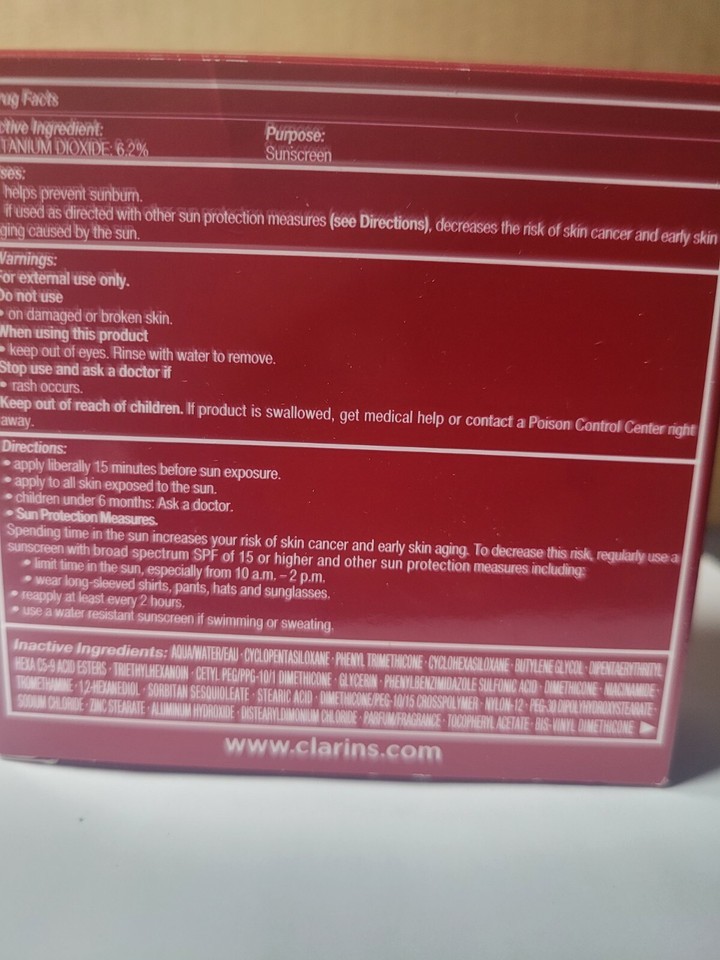 rug Facts
ctive Ingredient: Purpose:
TANIUM DIOXIDE: 6.2% Sunscreen
ses:
helps prevent sunburn.
if used as directed with other sun protection measures (see Directions), decreases the risk of skin cancer and early skin
ging caused by the sun.
Warnings:
For external use only.
Do not use
• on damaged or broken skin.
When using this product
• keep out of eyes. Rinse with water to remove.
Stop use and ask a doctor if
• rash occurs.
Keep out of reach of children. If product is swallowed, get medical help or contact a Poison Control Center right
away.
Directions:
• apply liberally 15 minutes before sun exposure.
• apply to all skin exposed to the sun.
• children under 6 months: Ask a doctor.
• Sun Protection Measures.
Spending time in the sun increases your risk of skin cancer and early skin aging. To decrease this risk, regularly use a
sunscreen with broad spectrum SPF of 15 or higher and other sun protection measures including:
• limit time in the sun, especially from 10 a.m. – 2 p.m.
• wear long-sleeved shirts, pants, hats and sunglasses.
• reapply at least every 2 hours.
• use a water resistant sunscreen if swimming or sweating.
Inactive Ingredients: AQUA/WATER/EAU · CYCLOPENTASILOXANE · PHENYL TRIMETHICONE · CYCLOHEXASILOXANE · BUTYLENE GLYCOL · DIPENTAERYTHRITYL
HEXA C5-9 ACID ESTERS · TRIETHYLHEXANOIN · CETYL PEG/PPG-10/1 DIMETHICONE · GLYCERIN · PHENYLBENZIMIDAZOLE SULFONIC ACID · DIMETHICONE · NIACINAMIDE ·
TROMETHAMINE · 1,2-HEXANEDIOL · SORBITAN SESQUIOLEATE · STEARIC ACID · DIMETHICONE/PEG-10/15 CROSSPOLYMER · NYLON-12 · PEG-30 DIPOLYHYDROXYSTEARATE ·
SODIUM CHLORIDE · ZINC STEARATE · ALUMINUM HYDROXIDE · DISTEARYLDIMONIUM CHLORIDE · PARFUM/FRAGRANCE · TOCOPHERYL ACETATE · BIS-VINYL DIMETHICONE ▶
www.clarins.com